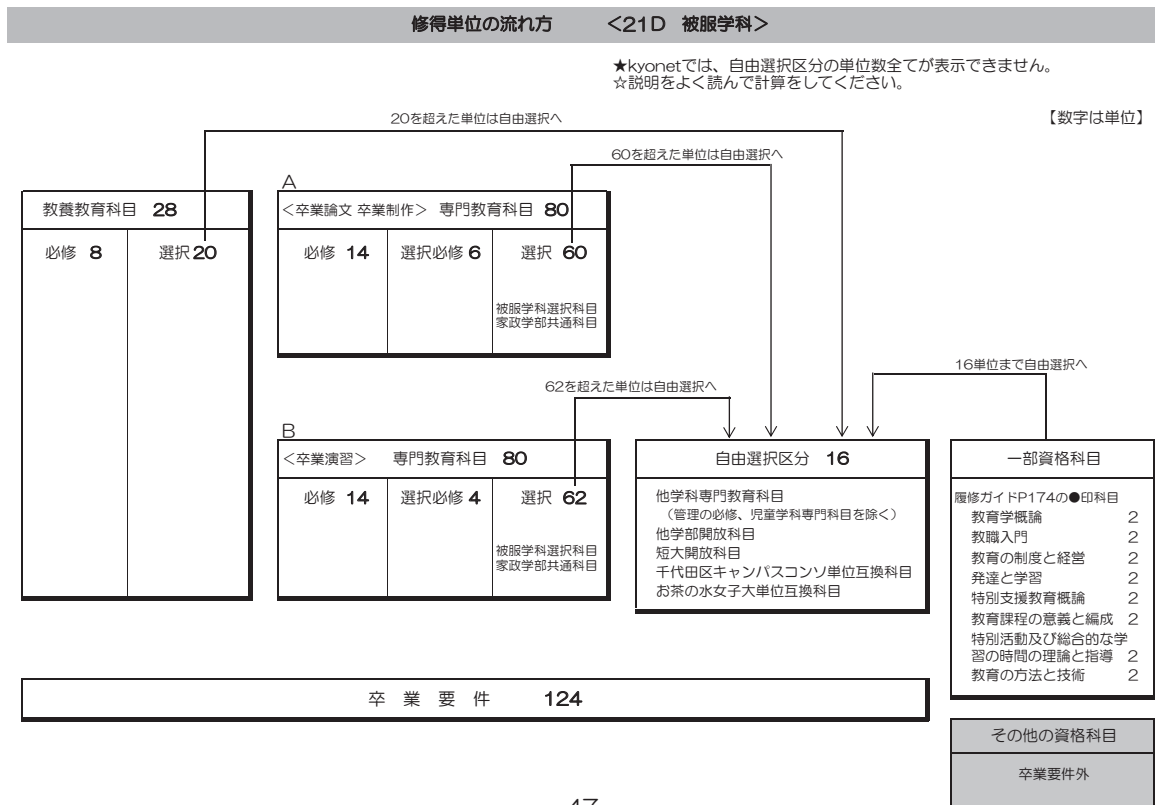 修得単位の流れ方　　＜21D 被服学科＞
★kyonetでは、自由選択区分の単位数全てが表示できません。
☆説明をよく読んで計算をしてください。
【数字は単位】
20を超えた単位は自由選択へ
60を超えた単位は自由選択へ
教養教育科目 28
必修 8
選択 20
A
＜卒業論文 卒業制作＞ 専門教育科目 80
必修 14
選択必修 6
選択 60
被服学科選択科目
家政学部共通科目
62を超えた単位は自由選択へ
16単位まで自由選択へ
B
＜卒業演習＞ 専門教育科目 80
必修 14
選択必修 4
選択 62
被服学科選択科目
家政学部共通科目
自由選択区分 16
他学科専門教育科目
（管理の必修、児童学科専門科目を除く）
他学部開放科目
短大開放科目
千代田区キャンパスコンソ単位互換科目
お茶の水女子大単位互換科目
一部資格科目
履修ガイドP174の●印科目
教育学概論 2
教職入門 2
教育の制度と経営 2
発達と学習 2
特別支援教育概論 2
教育課程の意義と編成 2
特別活動及び総合的な学
習の時間の理論と指導 2
教育の方法と技術 2
卒 業 要 件 124
その他の資格科目
卒業要件外